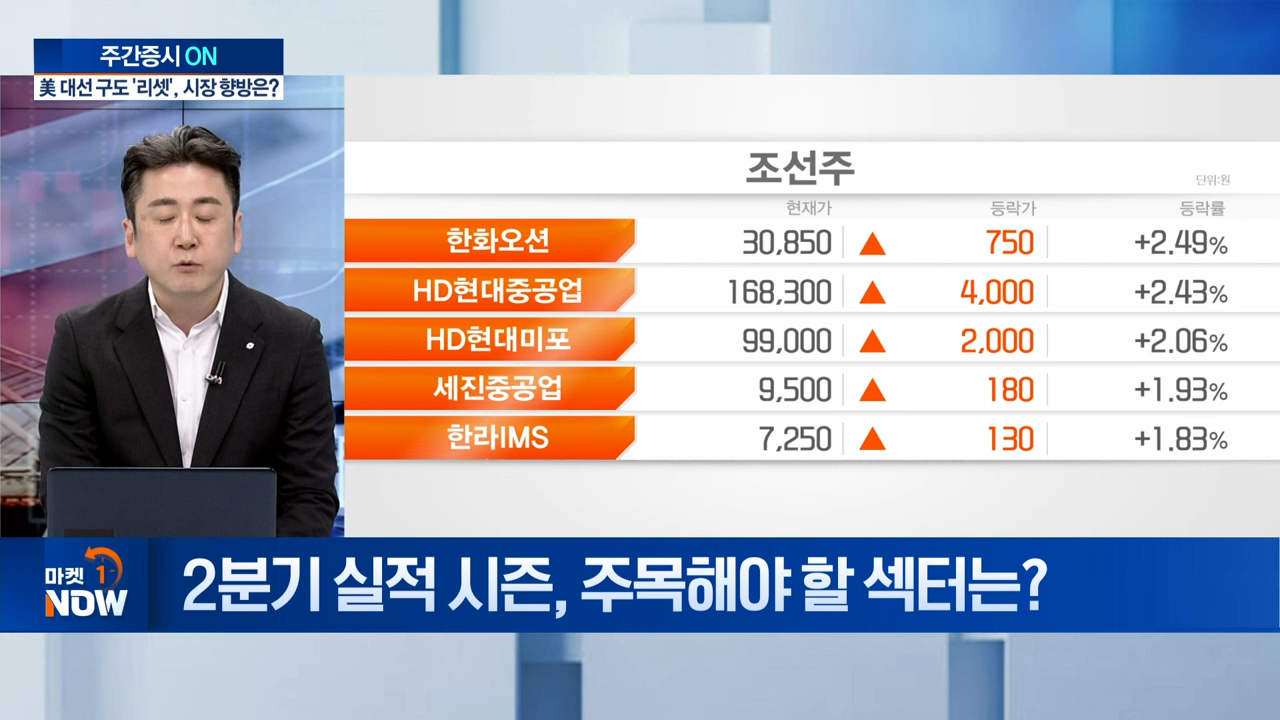 주간증시 ON
美 대선 구도 '리셋', 시장 향방은?
조선주
단위:원
현재가 등락가 등락률
한화오션 30,850 ▲ 750 +2.49%
HD현대중공업 168,300 ▲ 4,000 +2.43%
HD현대미포 99,000 ▲ 2,000 +2.06%
세진중공업 9,500 ▲ 180 +1.93%
한라IMS 7,250 ▲ 130 +1.83%
마켓 1
NOW
2분기 실적 시즌, 주목해야 할 섹터는?